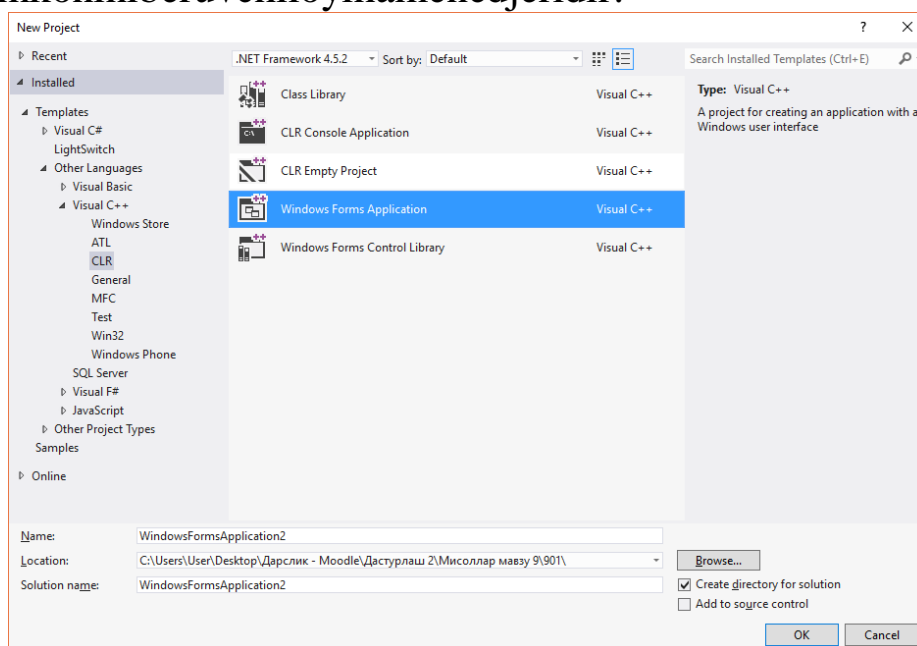 New Project
?
Recent
.NET Framework 4.5.2
Sort by: Default
Search Installed Templates (Ctrl+E)
Installed
Templates
Visual C#
LightSwitch
Other Languages
Visual Basic
Visual C++
Windows Store
ATL
CLR
General
MFC
Test
Win32
Windows Phone
SQL Server
Visual F#
JavaScript
Other Project Types
Samples
Online
Class Library Visual C++
CLR Console Application Visual C++
CLR Empty Project Visual C++
Windows Forms Application Visual C++
Windows Forms Control Library Visual C++
Type: Visual C++
A project for creating an application with a
Windows user interface
Name: WindowsFormsApplication2
Location: C:\Users\User\Desktop\Дарслик - Moodle\Дастурлаш 2\Мисоллар мавзу 9\901\
Browse...
Solution name: WindowsFormsApplication2
Create directory for solution
Add to source control
OK
Cancel